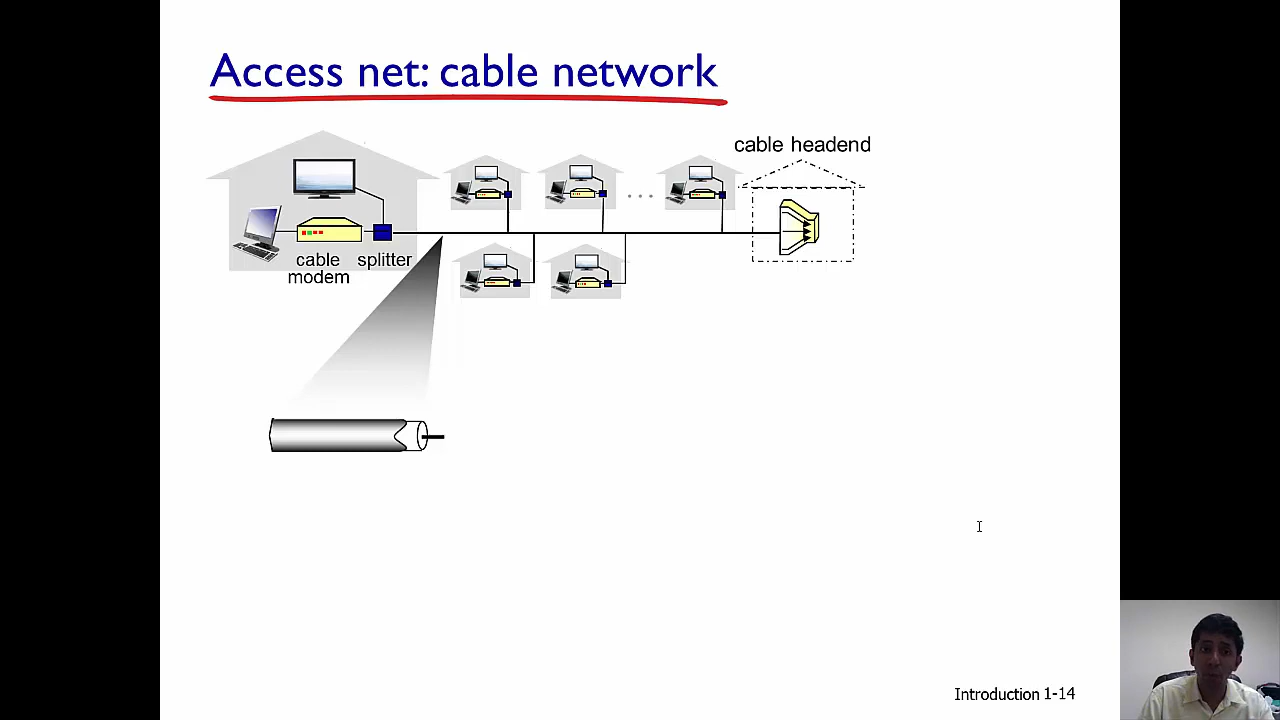 Access net: cable network
cable headend
cable
modem
splitter
Introduction 1-14